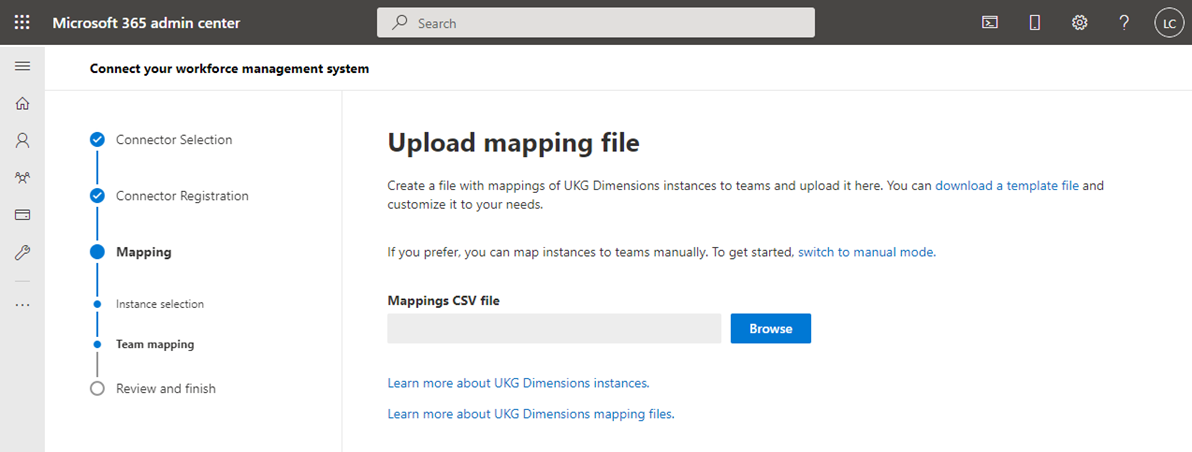 Microsoft 365 admin center
Search
LC
Connect your workforce management system
Connector Selection
Connector Registration
Mapping
Instance selection
Team mapping
Review and finish
Upload mapping file
Create a file with mappings of UKG Dimensions instances to teams and upload it here. You can download a template file and
customize it to your needs.
If you prefer, you can map instances to teams manually. To get started, switch to manual mode.
Mappings CSV file
Browse
Learn more about UKG Dimensions instances.
Learn more about UKG Dimensions mapping files.